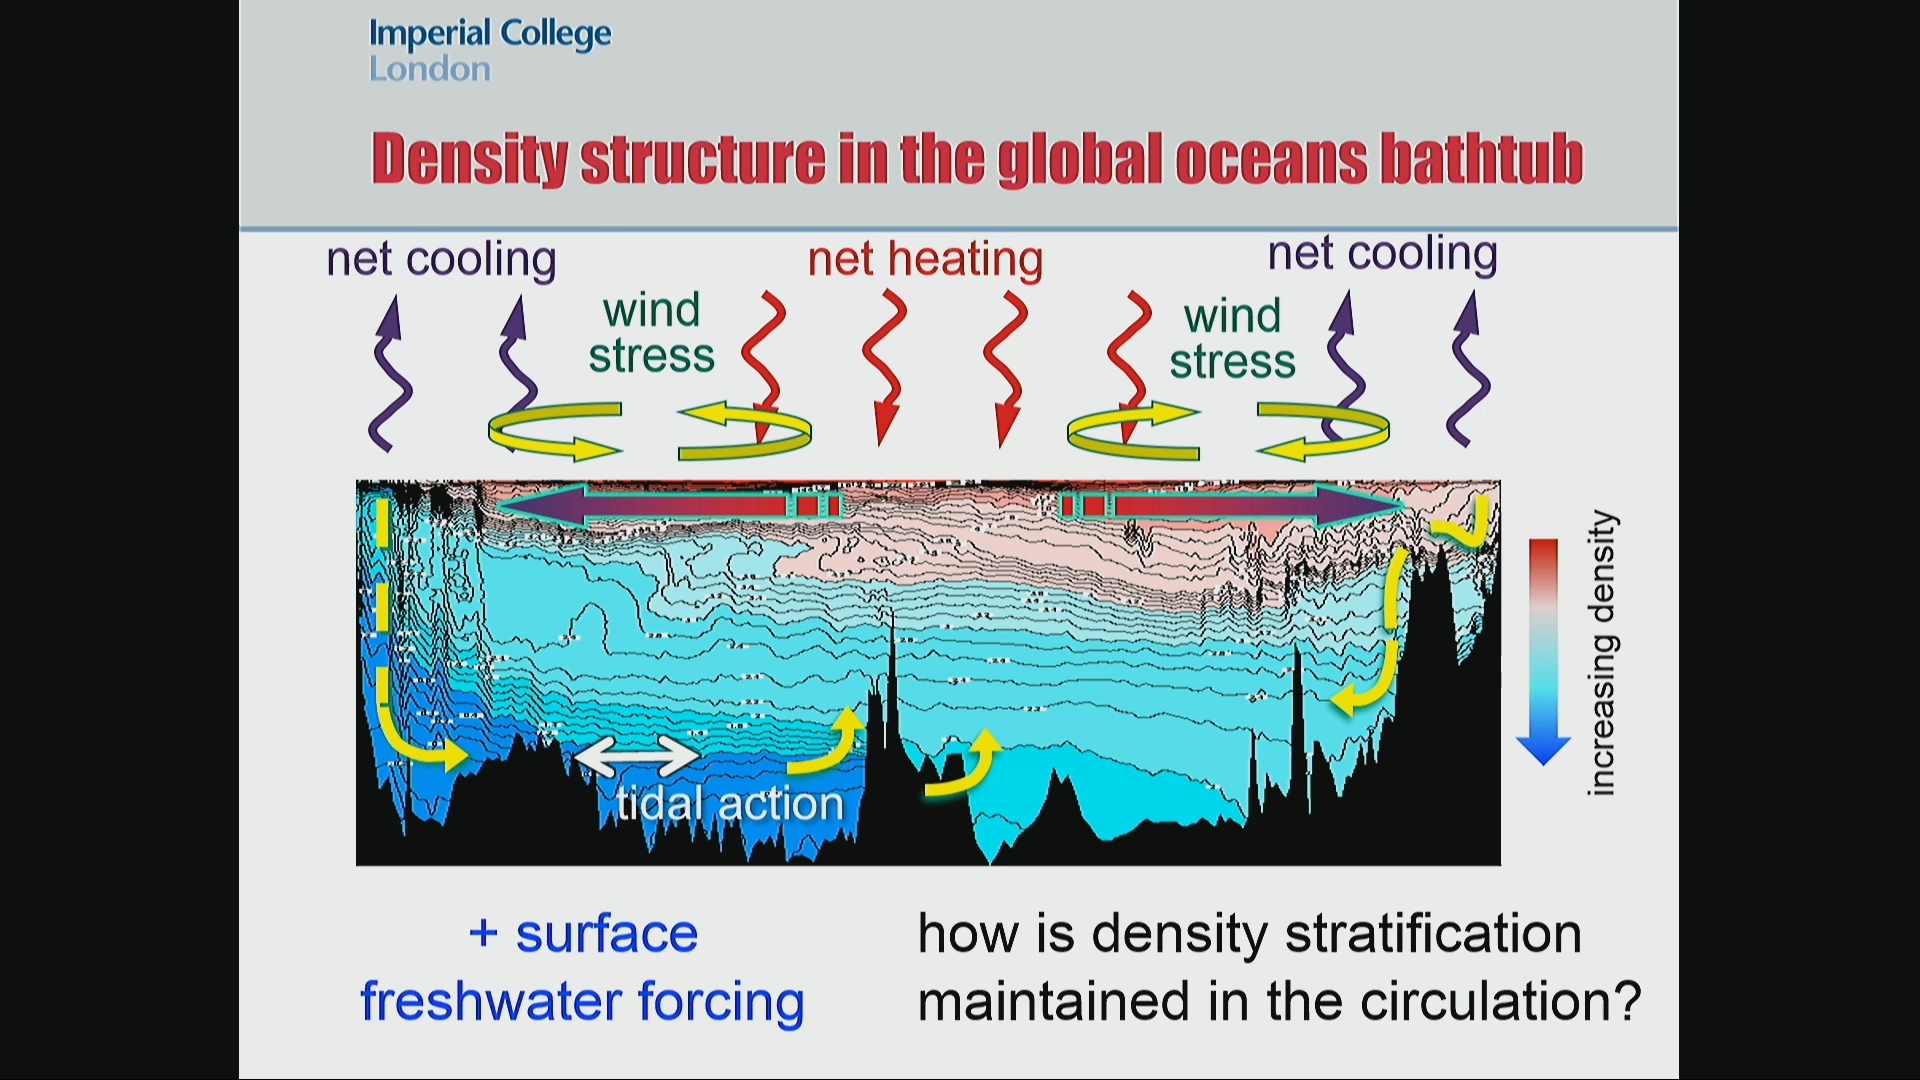 Imperial College
London
Density structure in the global oceans bathtub
net cooling
net heating
net cooling
wind
stress
wind
stress
increasing density
tidal action
+ surface
freshwater forcing
how is density stratification
maintained in the circulation?